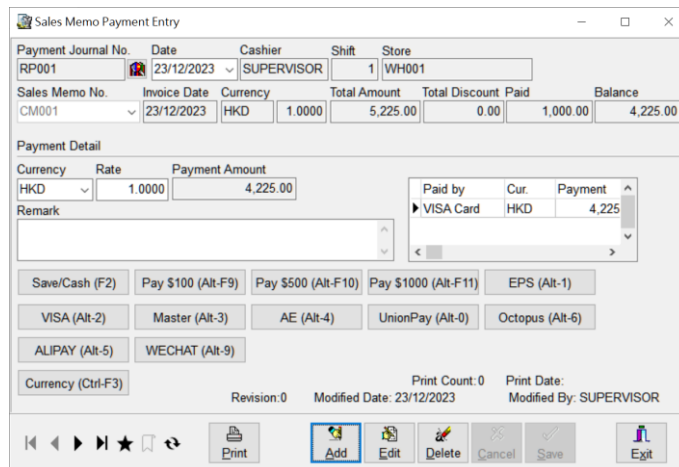 Sales Memo Payment Entry
Payment Journal No. Date Cashier Shift Store
RP001 23/12/2023 SUPERVISOR 1 WH001
Sales Memo No. Invoice Date Currency Total Amount Total Discount Paid Balance
CM001 23/12/2023 HKD 1.0000 5,225.00 0.00 1,000.00 4,225.00
Payment Detail
Currency Rate Payment Amount
HKD 1.0000 4,225.00
Paid by Cur. Payment
VISA Card HKD 4,225
Remark
Save/Cash (F2) Pay $100 (Alt-F9) Pay $500 (Alt-F10) Pay $1000 (Alt-F11) EPS (Alt-1)
VISA (Alt-2) Master (Alt-3) AE (Alt-4) UnionPay (Alt-0) Octopus (Alt-6)
ALIPAY (Alt-5) WECHAT (Alt-9)
Currency (Ctrl-F3)
Print Count:0 Print Date:
Revision:0 Modified Date: 23/12/2023 Modified By: SUPERVISOR
Print Add Edit Delete Cancel Save Exit